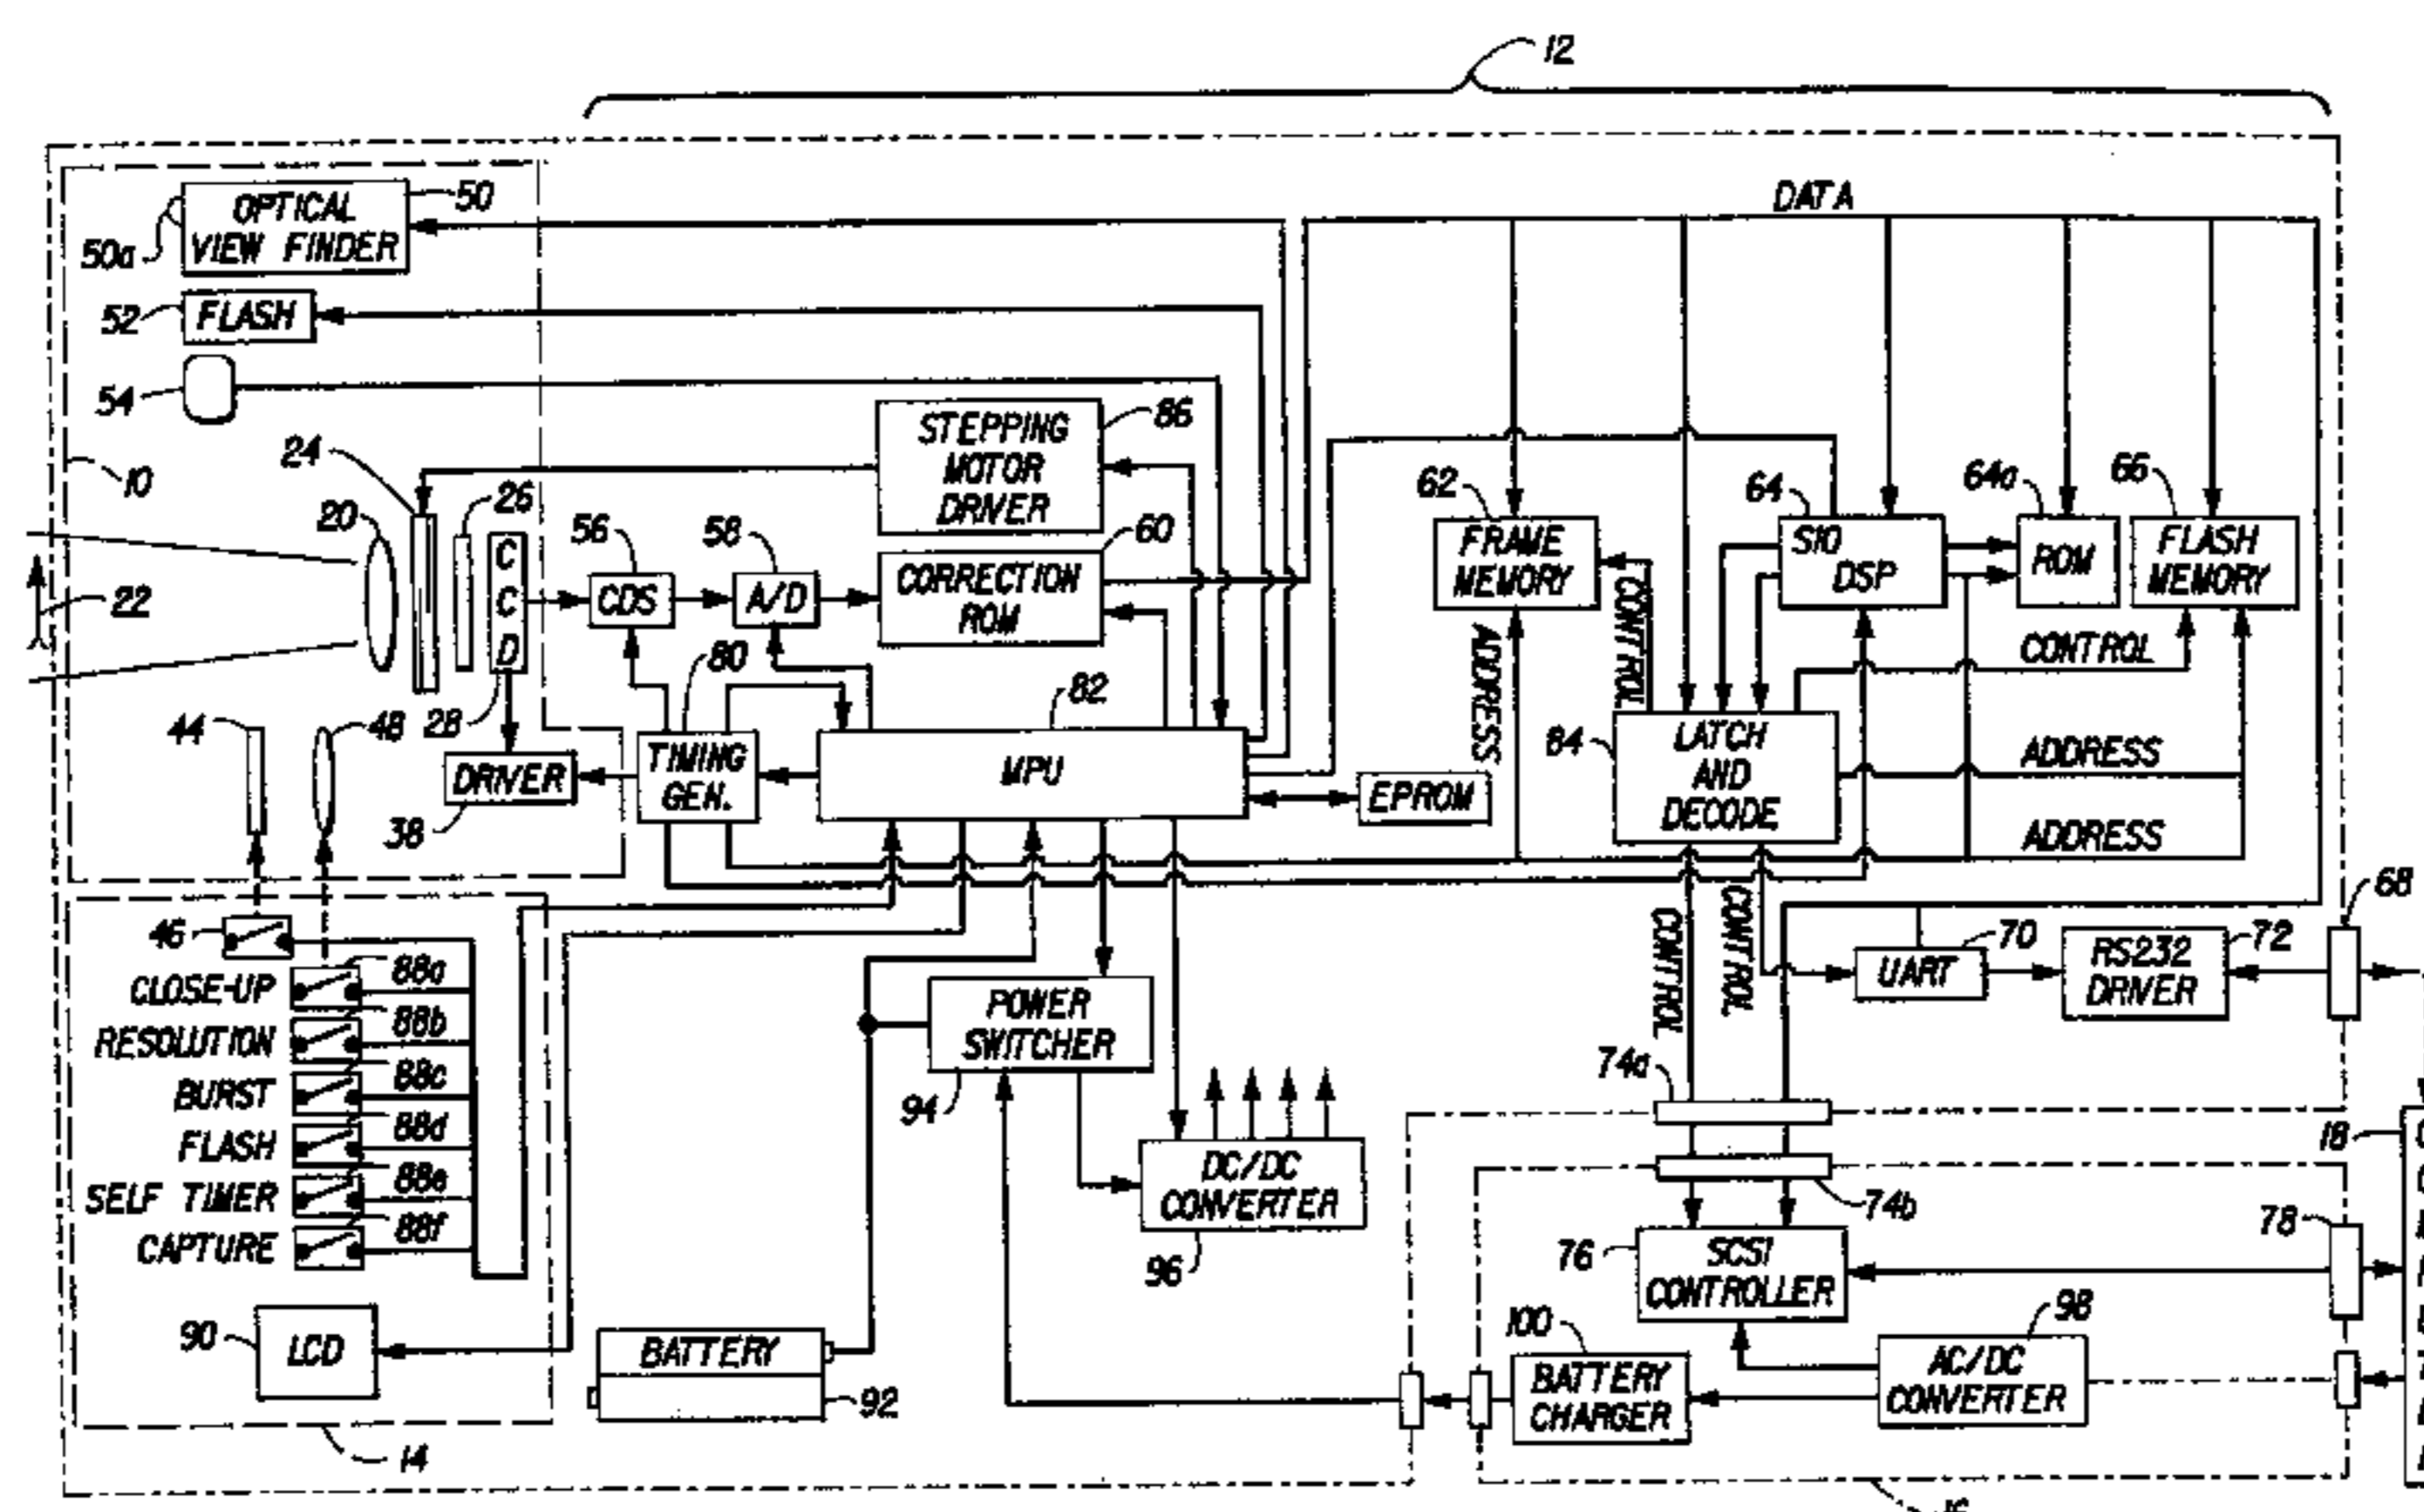 12
DATA
50
OPTICAL
VIEW FINDER
50a
52
FLASH
54
10
24
86
STEPPING
MOTOR
DRIVER
26
20
22
C
C
D
28
56
CDS
58
A/D
60
CORRECTION
ROM
62
FRAME
MEMORY
64
S10
DSP
64a
ROM
66
FLASH
MEMORY
CONTROL
ADDRESS
CONTROL
44
48
38
DRIVER
80
TIMING
GEN.
82
MPU
EPROM
84
LATCH
AND
DECODE
ADDRESS
ADDRESS
46
CLOSE-UP
88a
RESOLUTION
88b
BURST
88c
FLASH
88d
SELF TIMER
88e
CAPTURE
88f
90
LCD
14
POWER
SWITCHER
94
DC/DC
CONVERTER
96
BATTERY
92
CONTROL
CONTROL
70
UART
72
RS232
DRIVER
68
74a
74b
18
76
SCSI
CONTROLLER
78
100
BATTERY
CHARGER
98
AC/DC
CONVERTER